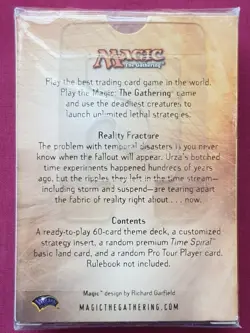 MAGIC
The Gathering
Play the best trading card game in the world.
Play the Magic: The Gathering® game
and use the deadliest creatures to
launch unlimited lethal strategies.
Reality Fracture
The problem with temporal disasters is you never
know when the fallout will appear. Urza's botched
time experiments happened hundreds of years
ago, but the ripples they left in the time stream—
including storm and suspend—are tearing adart
the fabric of reality right about . . . now.
Contents
A ready-to-play 60-card theme deck, a customized
strategy insert, a random premium Time Spiral™
basic land card, and a random Pro Tour Player card.
Rulebook not included.
Magic™ design by Richard Garfield
MAGICTHEGATHERING.COM